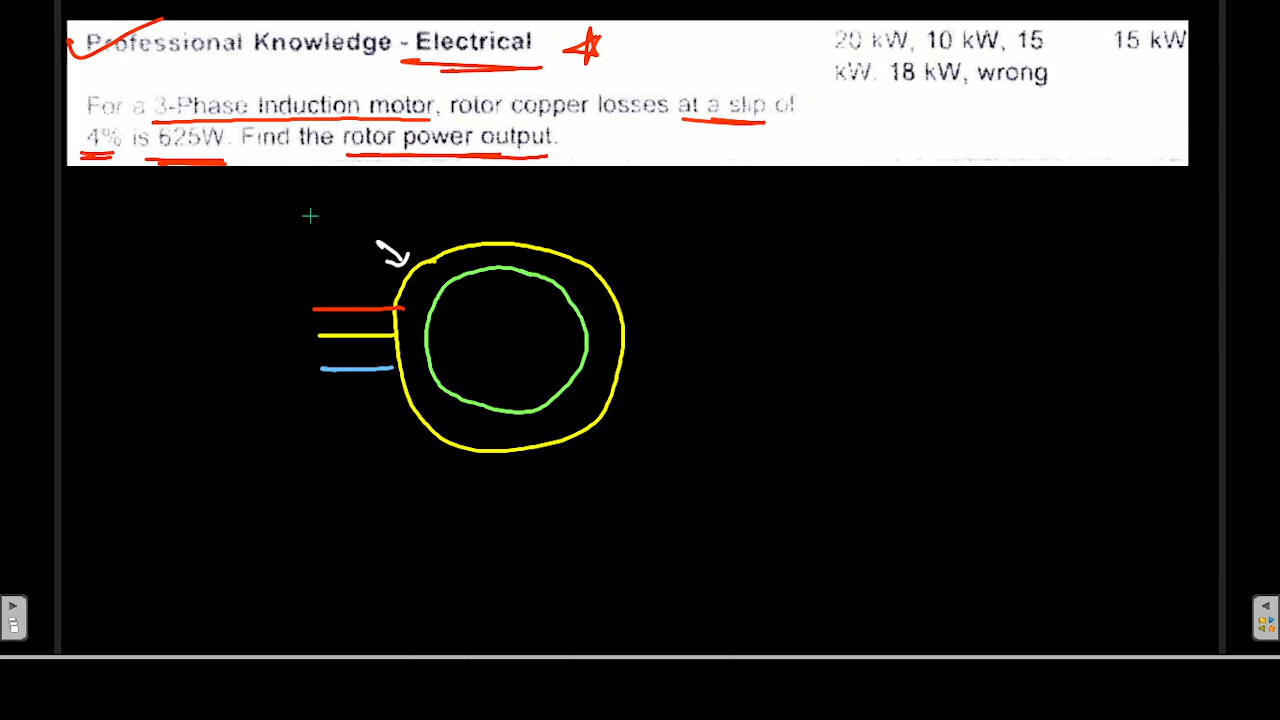 Professional Knowledge - Electrical
For a 3-Phase Induction motor, rotor copper losses at a slip of
4% is 625W. Find the rotor power output.
20 kW, 10 kW, 15
kW. 18 kW, wrong
15 kW